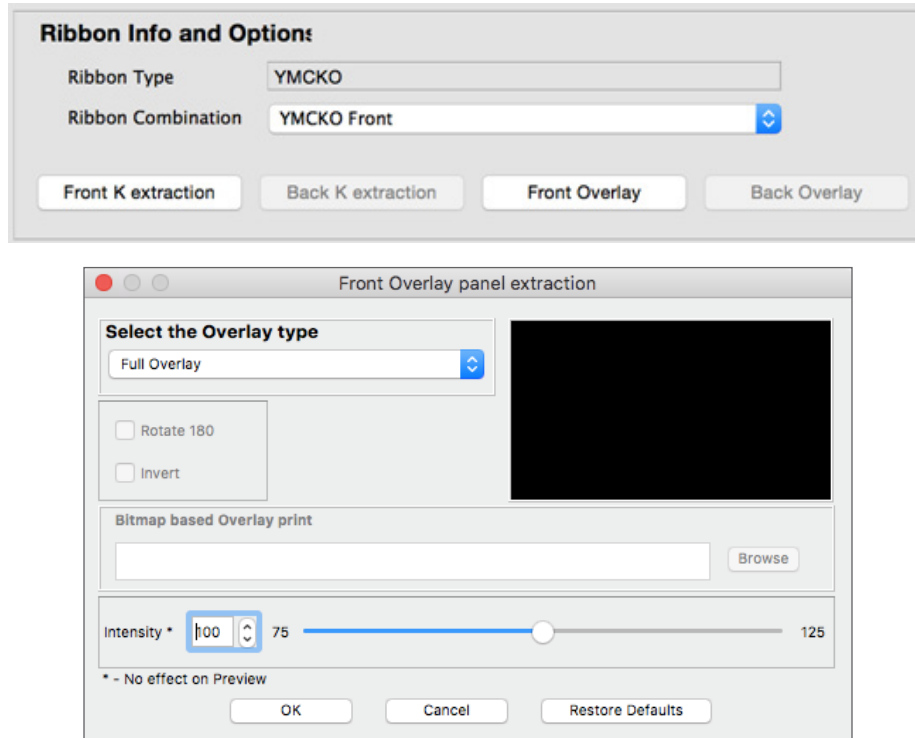 Ribbon Info and Options
Ribbon Type YMCKO
Ribbon Combination YMCKO Front
Front K extraction Back K extraction Front Overlay Back Overlay
Front Overlay panel extraction
Select the Overlay type
Full Overlay
Rotate 180
Invert
Bitmap based Overlay print
Browse
Intensity * 100 75 125
* - No effect on Preview
OK Cancel Restore Defaults